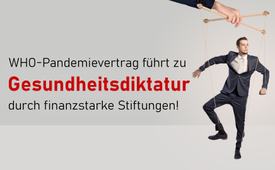 WHO-Pandemievertrag führt zu
Gesundheitsdiktatur
durch finanzstarke Stiftungen!